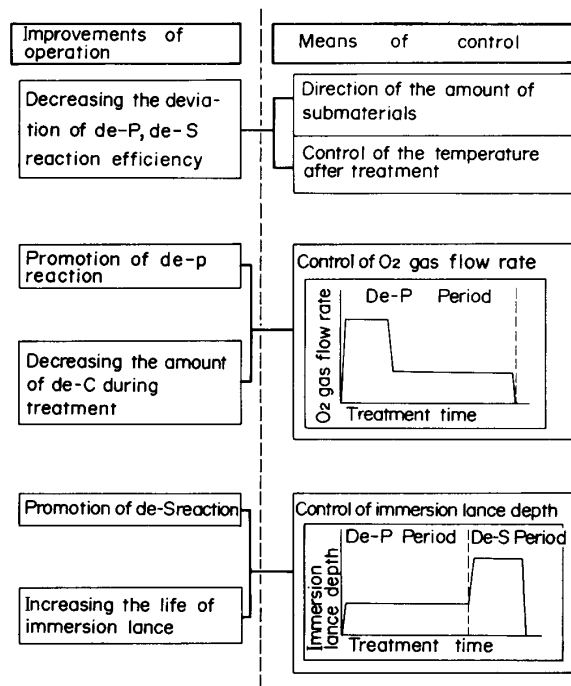 Improvements of
operation
Means of control
Decreasing the devia-
tion of de-P, de-S
reaction efficiency
Direction of the amount of
submaterials
Control of the temperature
after treatment
Promotion of de-p
reaction
Decreasing the amount
of de-C during
treatment
Control of O2 gas flow rate
De-P Period
O2 gas flow rate
Treatment time
Promotion of de-Sreaction
Increasing the life of
immersion lance
Control of immersion lance depth
De-P Period
De-S Period
Immersion
lance depth
Treatment time